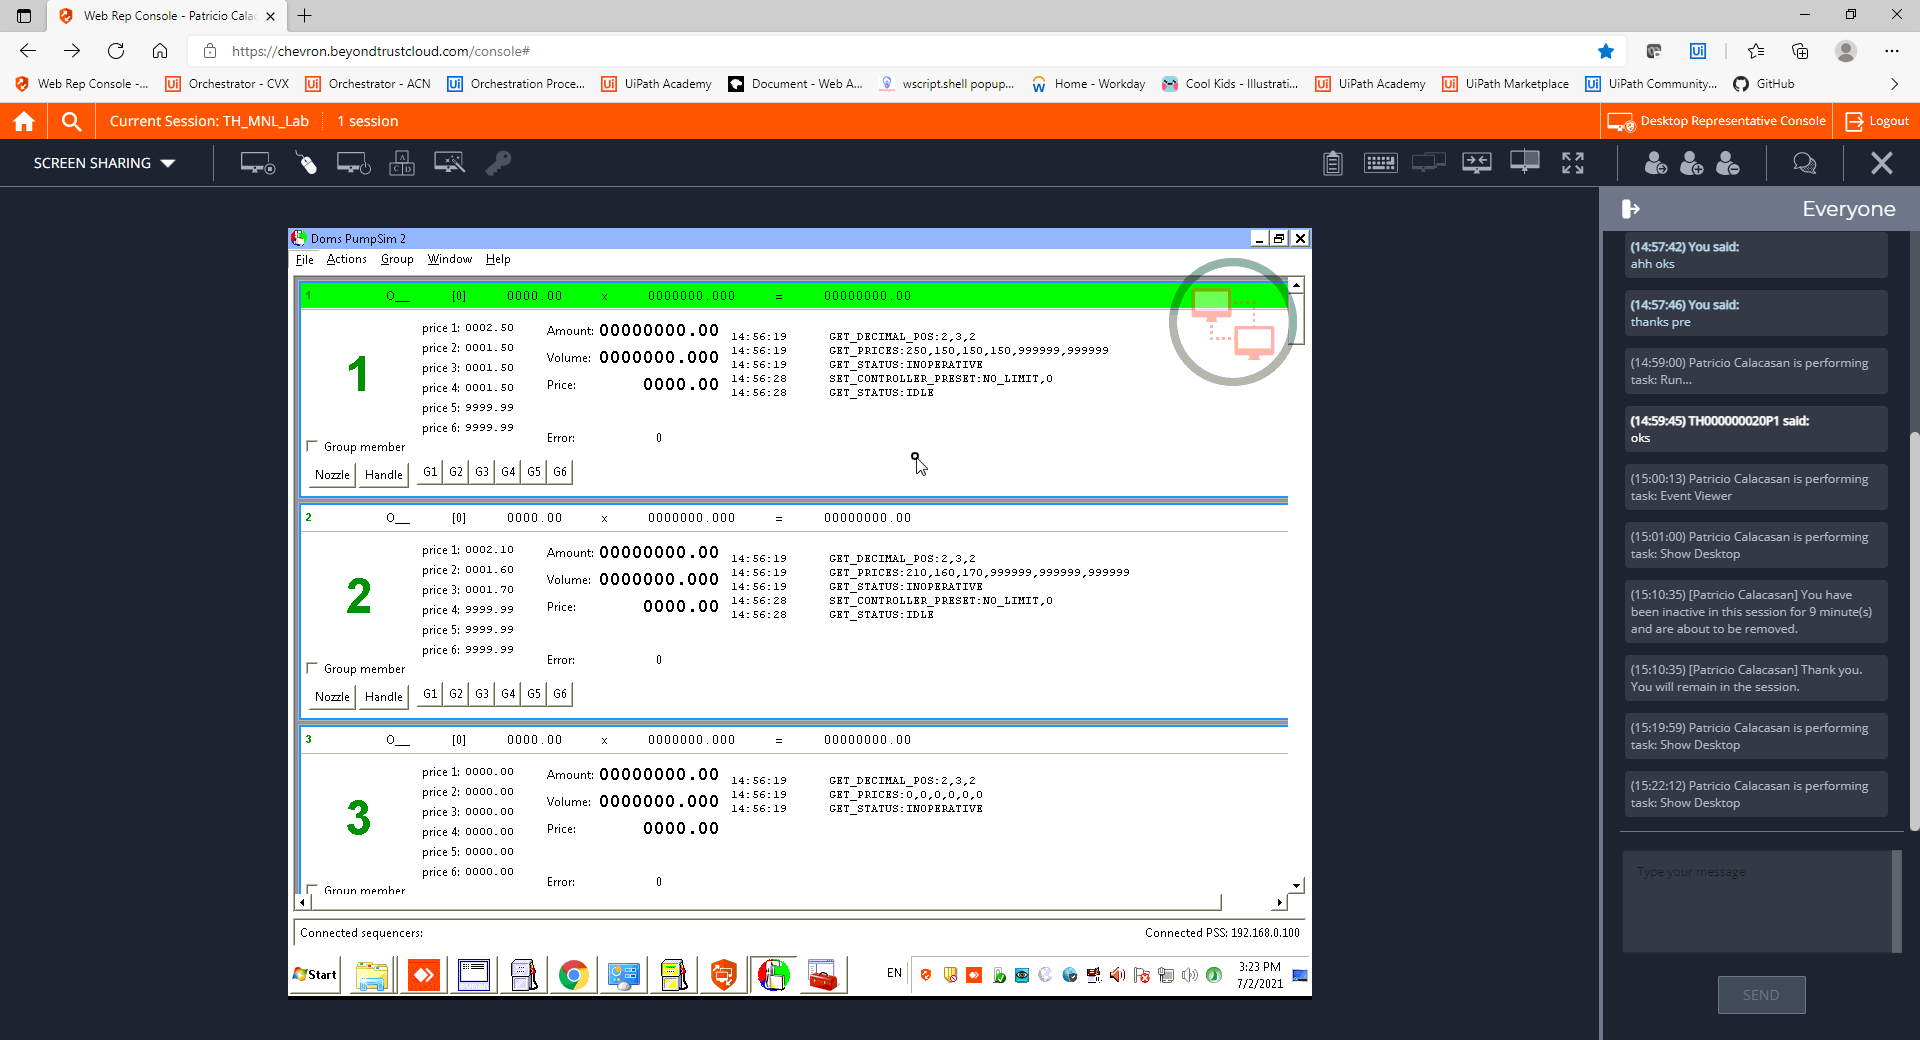 Web Rep Console - Patricio Cala
https://chevron.beyondtrustcloud.com/console#
Web Rep Console -...
Orchestrator - CVX
Orchestrator - ACN
Orchestration Proce...
UiPath Academy
Document - Web A...
wscript.shell popup...
Home - Workday
Cool Kids - Illustrati...
UiPath Academy
UiPath Marketplace
UiPath Community...
GitHub
Current Session: TH_MNL_Lab
1 session
Desktop Representative Console
Logout
SCREEN SHARING
Everyone
Doms PumpSim 2
File Actions Group Window Help
1 O__ [0] 0000.00 x 0000000.000 = 00000000.00
1
price 1: 0002.50
price 2: 0001.50
price 3: 0001.50
price 4: 0001.50
price 5: 9999.99
price 6: 9999.99
Amount: 00000000.00
Volume: 0000000.000
Price: 0000.00
Error: 0
14:56:19 GET_DECIMAL_POS:2,3,2
14:56:19 GET_PRICES:250,150,150,150,999999,999999
14:56:19 GET_STATUS:INOPERATIVE
14:56:28 SET_CONTROLLER_PRESET:NO_LIMIT,0
14:56:28 GET_STATUS:IDLE
Group member
Nozzle Handle G1 G2 G3 G4 G5 G6
2 O__ [0] 0000.00 x 0000000.000 = 00000000.00
2
price 1: 0002.10
price 2: 0001.60
price 3: 0001.70
price 4: 9999.99
price 5: 9999.99
price 6: 9999.99
Amount: 00000000.00
Volume: 0000000.000
Price: 0000.00
Error: 0
14:56:19 GET_DECIMAL_POS:2,3,2
14:56:19 GET_PRICES:210,160,170,999999,999999,999999
14:56:19 GET_STATUS:INOPERATIVE
14:56:28 SET_CONTROLLER_PRESET:NO_LIMIT,0
14:56:28 GET_STATUS:IDLE
Group member
Nozzle Handle G1 G2 G3 G4 G5 G6
3 O__ [0] 0000.00 x 0000000.000 = 00000000.00
3
price 1: 0000.00
price 2: 0000.00
price 3: 0000.00
price 4: 0000.00
price 5: 0000.00
price 6: 0000.00
Amount: 00000000.00
Volume: 0000000.000
Price: 0000.00
Error: 0
14:56:19 GET_DECIMAL_POS:2,3,2
14:56:19 GET_PRICES:0,0,0,0,0,0
14:56:19 GET_STATUS:INOPERATIVE
Group member
Connected sequencers:
Connected PSS: 192.168.0.100
Start
EN
3:23 PM
7/2/2021
(14:57:42) You said:
ahh oks
(14:57:46) You said:
thanks pre
(14:59:00) Patricio Calacasan is performing
task: Run...
(14:59:45) TH000000020P1 said:
oks
(15:00:13) Patricio Calacasan is performing
task: Event Viewer
(15:01:00) Patricio Calacasan is performing
task: Show Desktop
(15:10:35) [Patricio Calacasan] You have
been inactive in this session for 9 minute(s)
and are about to be removed.
(15:10:35) [Patricio Calacasan] Thank you.
You will remain in the session.
(15:19:59) Patricio Calacasan is performing
task: Show Desktop
(15:22:12) Patricio Calacasan is performing
task: Show Desktop
Type your message
SEND